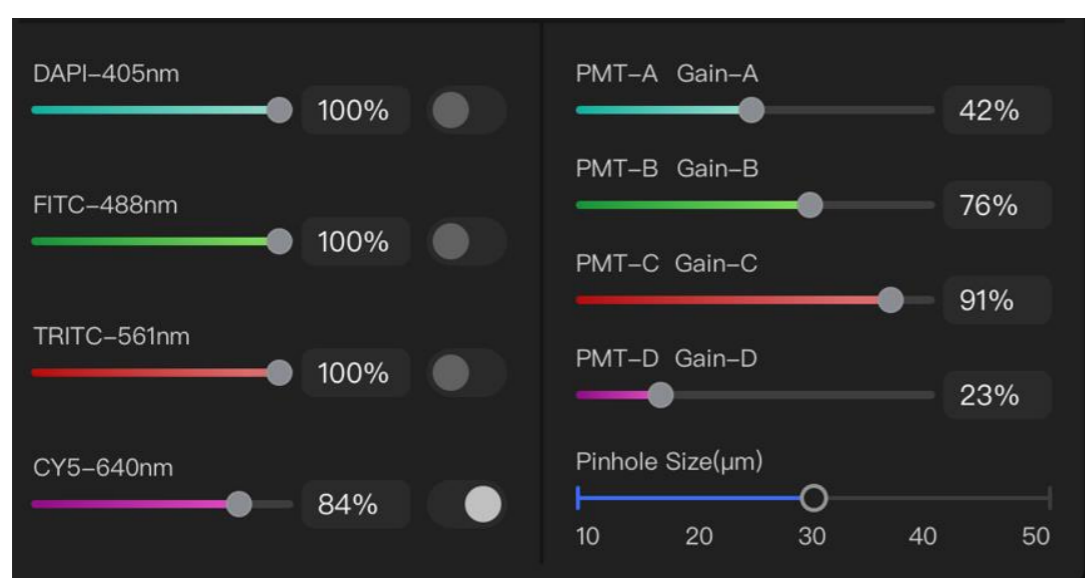 DAPI–405nm
100%
FITC–488nm
100%
TRITC–561nm
100%
CY5–640nm
84%
PMT–A Gain–A
42%
PMT–B Gain–B
76%
PMT–C Gain–C
91%
PMT–D Gain–D
23%
Pinhole Size(μm)
10 20 30 40 50